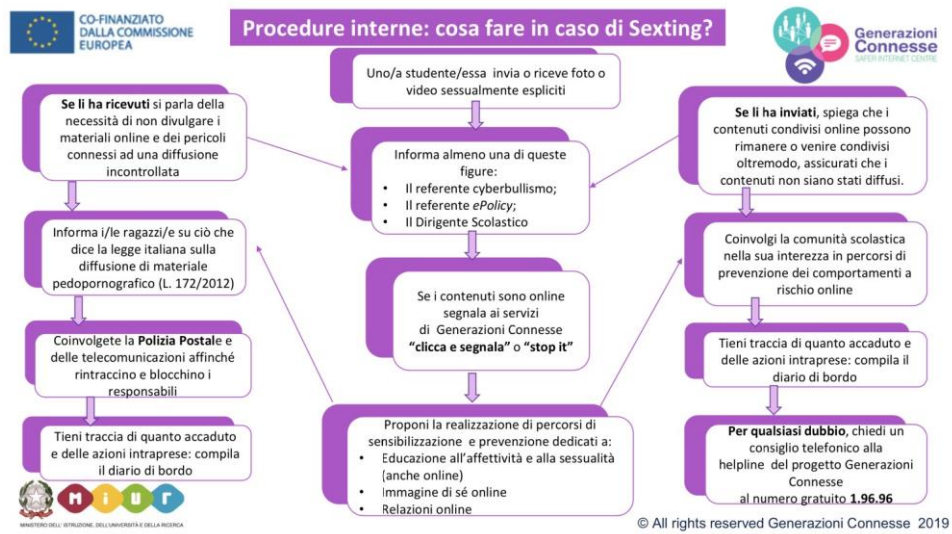 CO-FINANZIATO
DALLA COMMISSIONE
EUROPEA
Procedure interne: cosa fare in caso di Sexting?
Generazioni
Connesse
SAFER INTERNET CENTRE
Uno/a studente/essa invia o riceve foto o
video sessualmente espliciti
Se li ha ricevuti si parla della
necessità di non divulgare i
materiali online e dei pericoli
connessi ad una diffusione
incontrollata
Informa i/le ragazzi/e su ciò che
dice la legge italiana sulla
diffusione di materiale
pedopornografico (L. 172/2012)
Coinvolgete la Polizia Postale e
delle telecomunicazioni affinché
rintraccino e blocchino i
responsabili
Tieni traccia di quanto accaduto
e delle azioni intraprese: compila
il diario di bordo
Informa almeno una di queste
figure:
• Il referente cyberbullismo;
• Il referente ePolicy;
• Il Dirigente Scolastico
Se i contenuti sono online
segnala ai servizi
di Generazioni Connesse
“clicca e segnala” o “stop it”
Proponi la realizzazione di percorsi di
sensibilizzazione e prevenzione dedicati a:
• Educazione all'affettività e alla sessualità
(anche online)
• Immagine di sé online
• Relazioni online
Se li ha inviati, spiega che i
contenuti condivisi online possono
rimanere o venire condivisi
oltremodo, assicurati che i
contenuti non siano stati diffusi.
Coinvolgi la comunità scolastica
nella sua interezza in percorsi di
prevenzione dei comportamenti a
rischio online
Tieni traccia di quanto accaduto e
delle azioni intraprese: compila il
diario di bordo
Per qualsiasi dubbio, chiedi un
consiglio telefonico alla
helpline del progetto Generazioni
Connesse
al numero gratuito 1.96.96
miur
MINISTERO DELL' ISTRUZIONE, DELL'UNIVERSITÀ E DELLA RICERCA
© All rights reserved Generazioni Connesse 2019